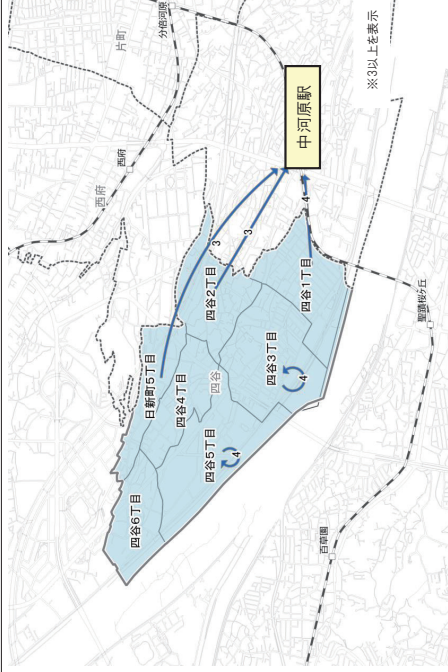 分倍河原
片町
※3以上を表示
中河原駅
西府
西府
3
3
4
四谷2丁目
四谷1丁目
聖蹟桜ヶ丘
日新町5丁目
四谷4丁目
四谷
四谷3丁目
4
四谷5丁目
4
四谷6丁目
百草園